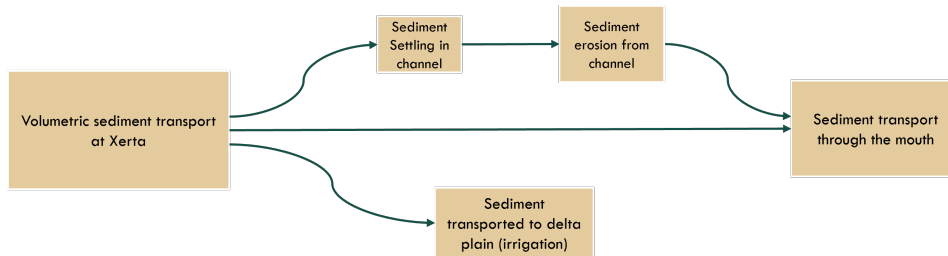 Volumetric sediment transport
at Xerta
Sediment
Settling in
channel
Sediment
erosion from
channel
Sediment transport
through the mouth
Sediment
transported to delta
plain (irrigation)